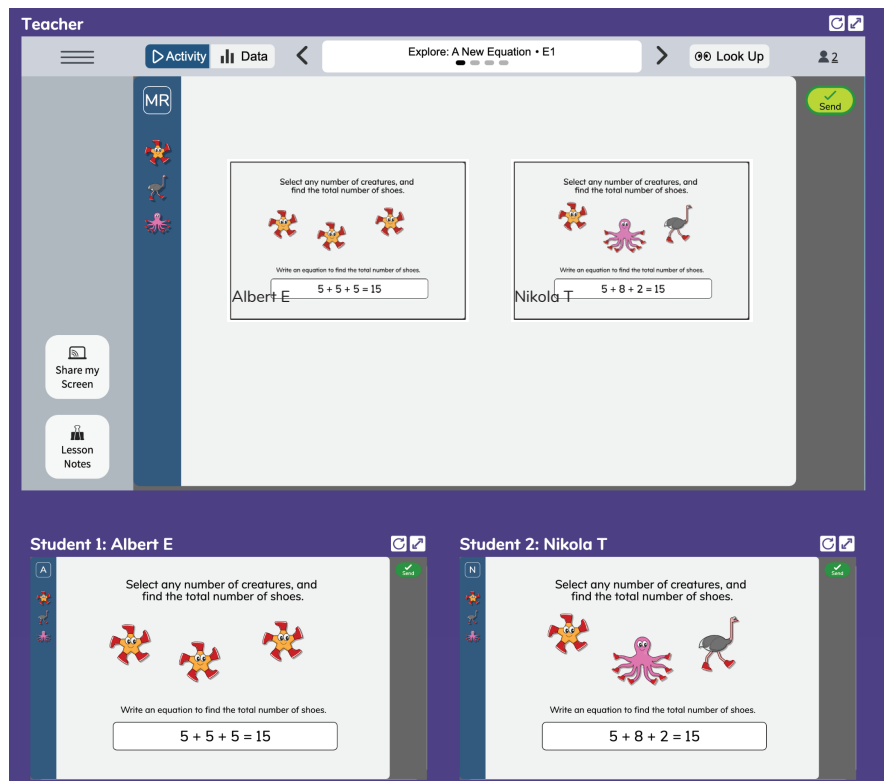 Teacher
Activity
Data
Explore: A New Equation • E1
Look Up
2
MR
Send
Select any number of creatures, and
find the total number of shoes.
Write an equation to find the total number of shoes.
5 + 5 + 5 = 15
Albert E
Select any number of creatures, and
find the total number of shoes.
Write an equation to find the total number of shoes.
5 + 8 + 2 = 15
Nikola T
Share my
Screen
Lesson
Notes
Student 1: Albert E
A
Send
Select any number of creatures, and
find the total number of shoes.
Write an equation to find the total number of shoes.
5 + 5 + 5 = 15
Student 2: Nikola T
N
Send
Select any number of creatures, and
find the total number of shoes.
Write an equation to find the total number of shoes.
5 + 8 + 2 = 15